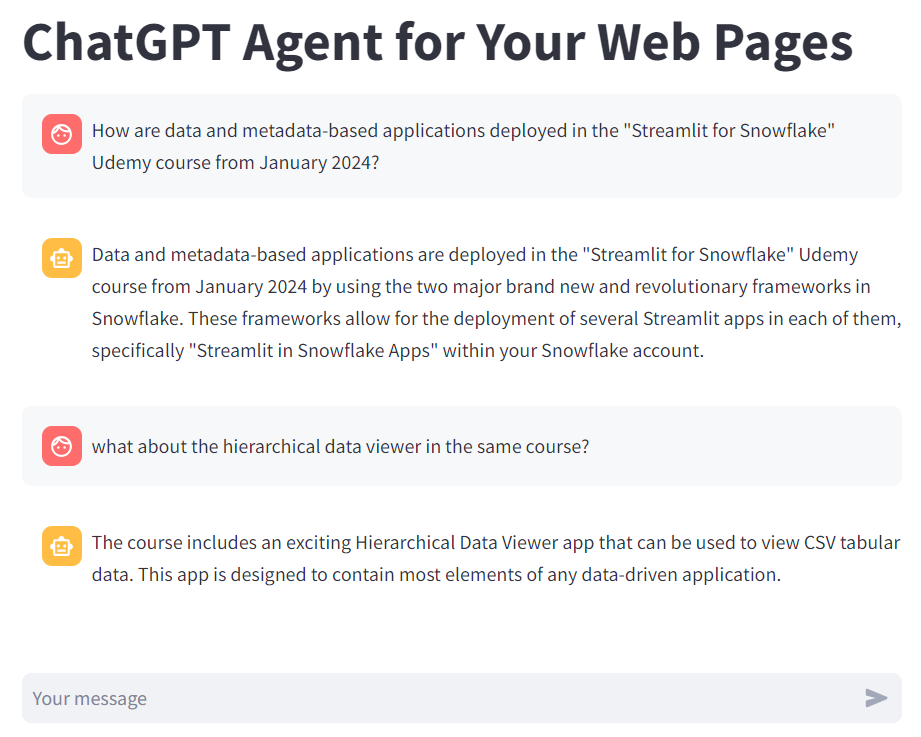 ChatGPT Agent for Your Web Pages
How are data and metadata-based applications deployed in the "Streamlit for Snowflake"
Udemy course from January 2024?
Data and metadata-based applications are deployed in the "Streamlit for Snowflake" Udemy
course from January 2024 by using the two major brand new and revolutionary frameworks in
Snowflake. These frameworks allow for the deployment of several Streamlit apps in each of them,
specifically "Streamlit in Snowflake Apps" within your Snowflake account.
what about the hierarchical data viewer in the same course?
The course includes an exciting Hierarchical Data Viewer app that can be used to view CSV tabular
data. This app is designed to contain most elements of any data-driven application.
Your message